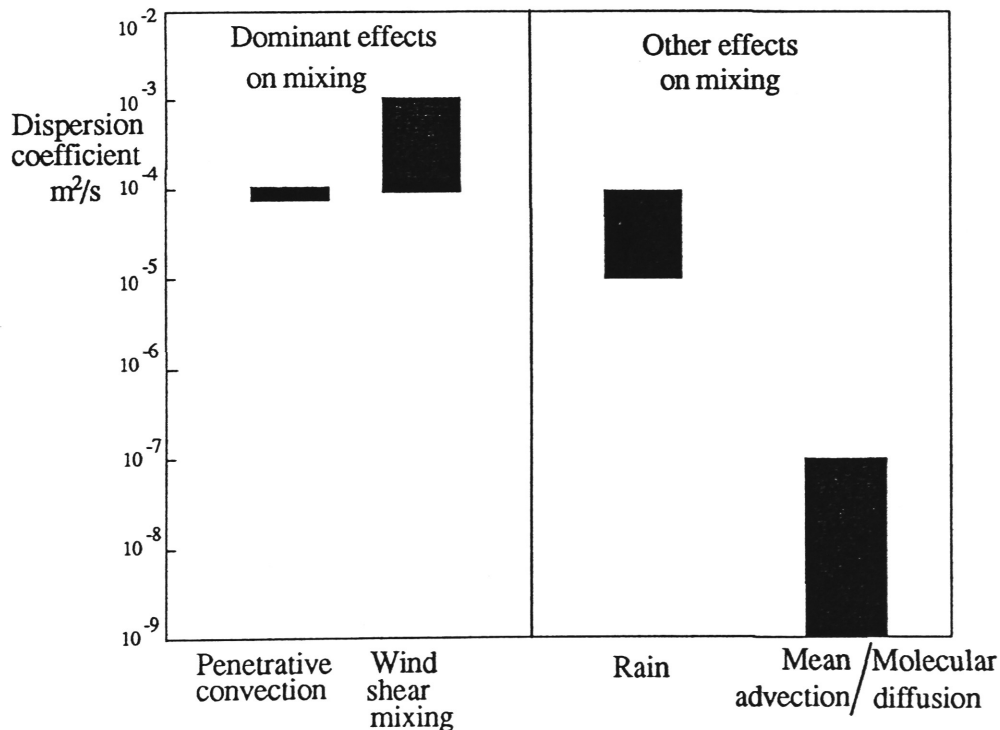 Dominant effects
on mixing
Other effects
on mixing
Dispersion
coefficient
m²/s
10⁻²
10⁻³
10⁻⁴
10⁻⁵
10⁻⁶
10⁻⁷
10⁻⁸
10⁻⁹
Penetrative
convection
Wind
shear
mixing
Rain
Mean / Molecular
advection / diffusion